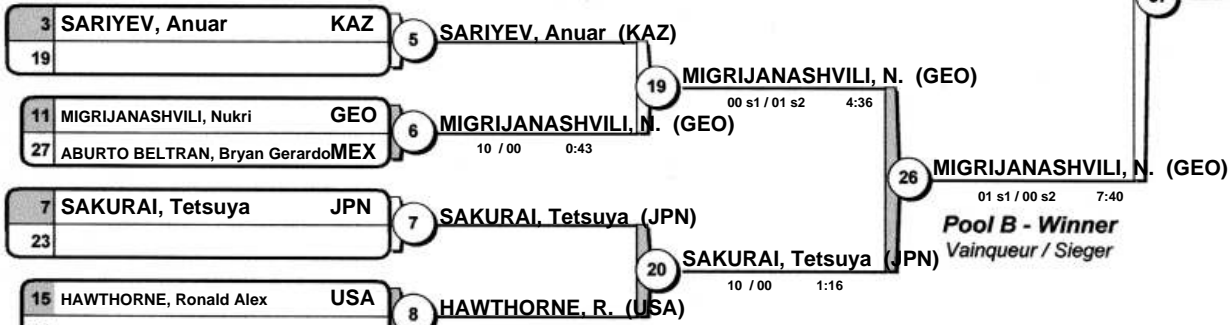 3 SARIYEV, Anuar KAZ
19
5 SARIYEV, Anuar (KAZ)
11 MIGRIJANASHVILI, Nukri GEO
27 ABURTO BELTRAN, Bryan Gerardo MEX
6 MIGRIJANASHVILI, N. (GEO)
10 / 00 0:43
19 MIGRIJANASHVILI, N. (GEO)
00 s1 / 01 s2 4:36
7 SAKURAI, Tetsuya JPN
23
7 SAKURAI, Tetsuya (JPN)
15 HAWTHORNE, Ronald Alex USA
8 HAWTHORNE, R. (USA)
20 SAKURAI, Tetsuya (JPN)
10 / 00 1:16
26 MIGRIJANASHVILI, N. (GEO)
01 s1 / 00 s2 7:40
Pool B - Winner
Vainqueur / Sieger